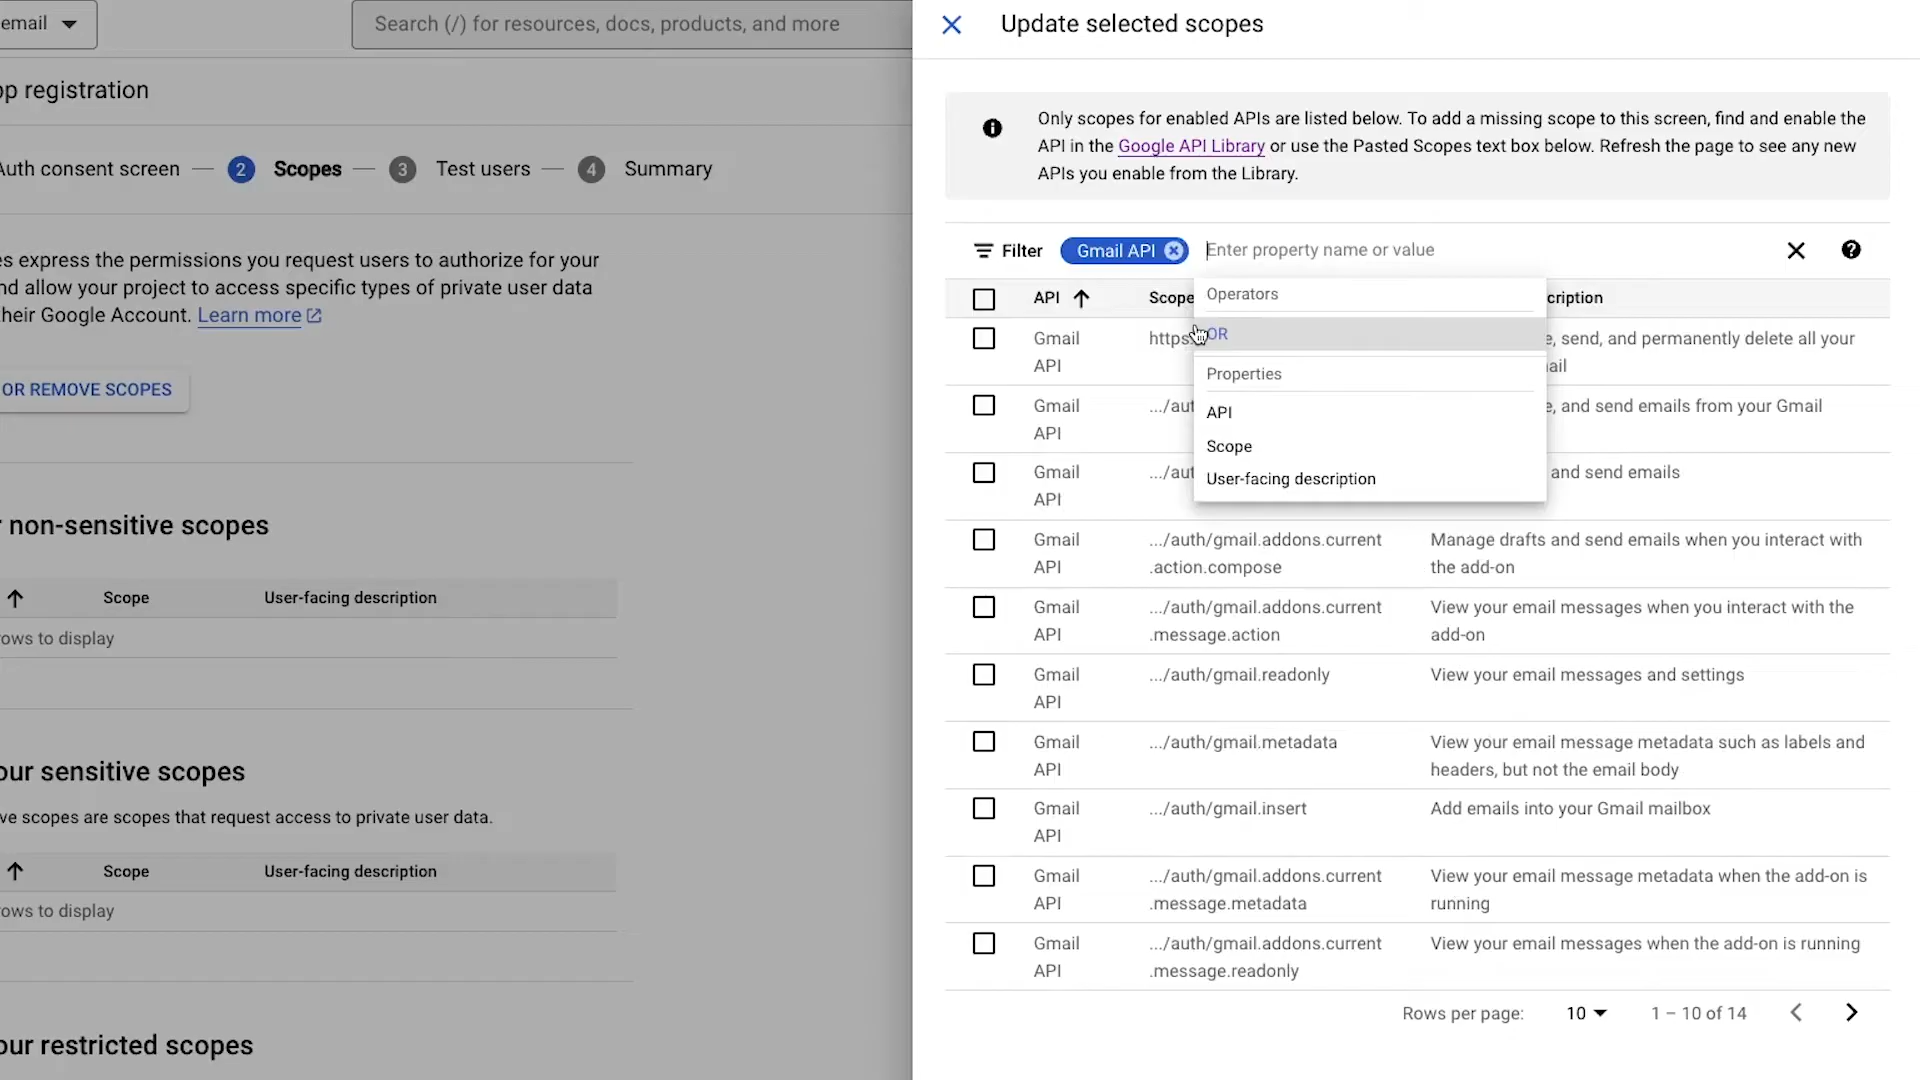 email
Search (/) for resources, docs, products, and more
pp registration
Auth consent screen — 2 Scopes — 3 Test users — 4 Summary
es express the permissions you request users to authorize for your
nd allow your project to access specific types of private user data
heir Google Account. Learn more
OR REMOVE SCOPES
r non-sensitive scopes
Scope User-facing description
rows to display
our sensitive scopes
ve scopes are scopes that request access to private user data.
Scope User-facing description
rows to display
our restricted scopes
Update selected scopes
Only scopes for enabled APIs are listed below. To add a missing scope to this screen, find and enable the
API in the Google API Library or use the Pasted Scopes text box below. Refresh the page to see any new
APIs you enable from the Library.
Filter Gmail API Enter property name or value
API Scope cription
Operators
OR
Properties
API
Scope
User-facing description
Gmail https e, send, and permanently delete all your
API ail
Gmail .../aut e, and send emails from your Gmail
API
Gmail .../aut and send emails
API
Gmail .../auth/gmail.addons.current Manage drafts and send emails when you interact with
API .action.compose the add-on
Gmail .../auth/gmail.addons.current View your email messages when you interact with the
API .message.action add-on
Gmail .../auth/gmail.readonly View your email messages and settings
API
Gmail .../auth/gmail.metadata View your email message metadata such as labels and
API headers, but not the email body
Gmail .../auth/gmail.insert Add emails into your Gmail mailbox
API
Gmail .../auth/gmail.addons.current View your email message metadata when the add-on is
API .message.metadata running
Gmail .../auth/gmail.addons.current View your email messages when the add-on is running
API .message.readonly
Rows per page: 10 1 – 10 of 14